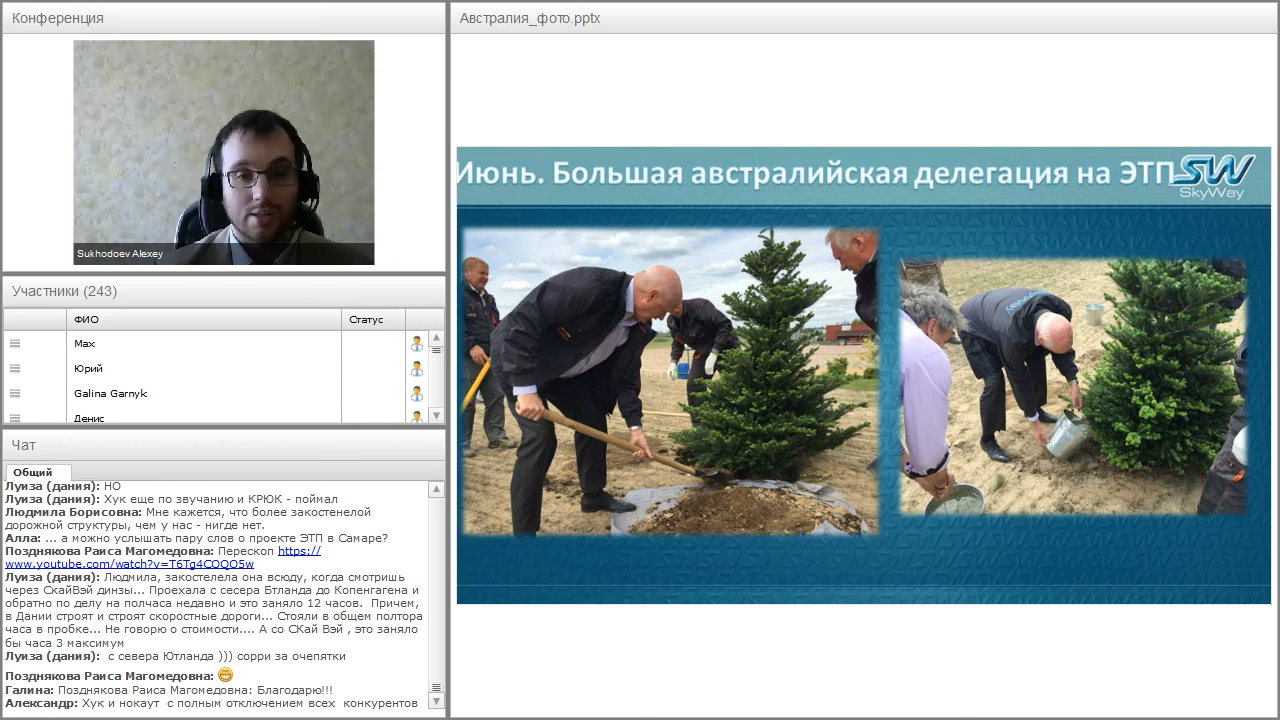 Конференция
Sukhodoev Alexey
Участники (243)
ФИО
Статус
Max
Юрий
Galina Garnyk
Денис
Чат
Общий
Луиза (дания): НО
Луиза (дания): Хук еще по звучанию и КРЮК - поймал
Людмила Борисовна: Мне кажется, что более закостенелой
дорожной структуры, чем у нас - нигде нет.
Алла: ... а можно услышать пару слов о проекте ЭТП в Самаре?
Позднякова Раиса Магомедовна: Перескоп https://
www.youtube.com/watch?v=T6Tg4COQO5w
Луиза (дания): Людмила, закостелела она всюду, когда смотришь
через СкайВэй динзы... Проехала с сесера Бтланда до Копенгагена и
обратно по делу на полчаса недавно и это заняло 12 часов. Причем,
в Дании строят и строят скоростные дороги... Стояли в общем полтора
часа в пробке... Не говорю о стоимости.... А со СКай Вэй , это заняло
бы часа 3 максимум
Луиза (дания): с севера Ютланда ))) сорри за очепятки
Позднякова Раиса Магомедовна:
Галина: Позднякова Раиса Магомедовна: Благодарю!!!
Александр: Хук и нокаут с полным отключением всех конкурентов
Австралия_фото.pptx
Июнь. Большая австралийская делегация на ЭТП
SW
SkyWay